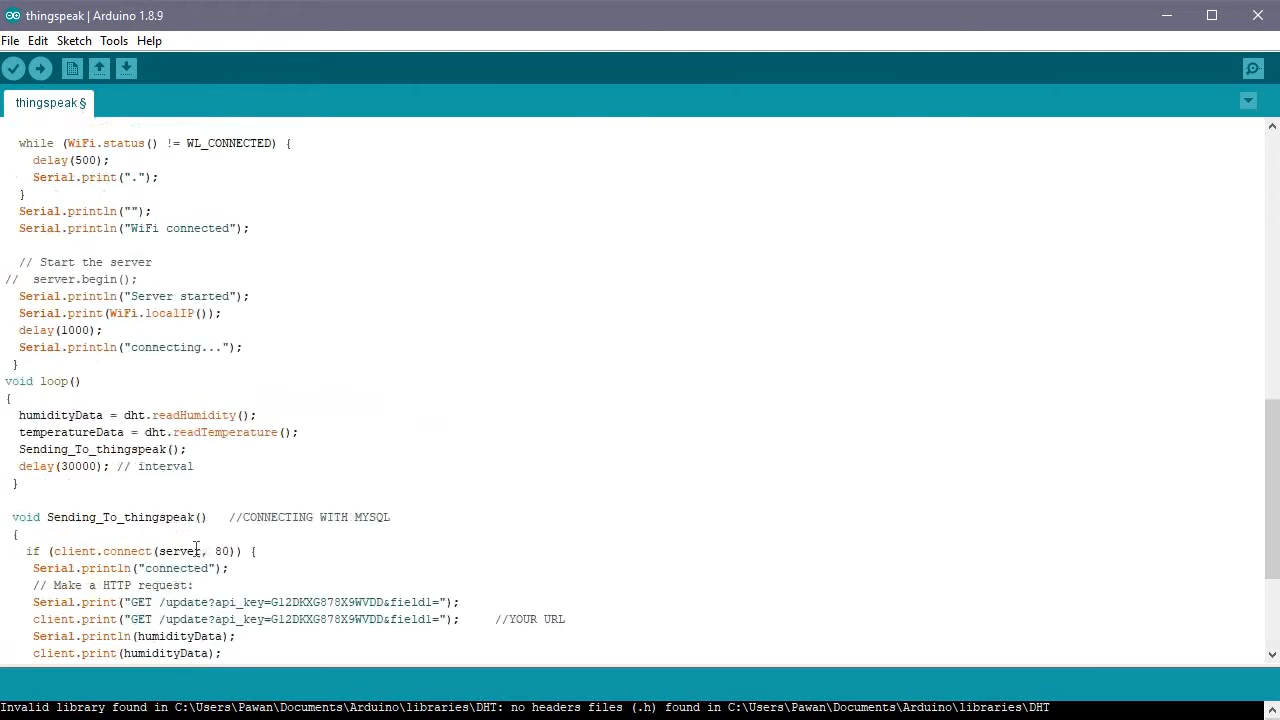 thingspeak | Arduino 1.8.9
File Edit Sketch Tools Help
thingspeak §
while (WiFi.status() != WL_CONNECTED) {
delay(500);
Serial.print(".");
}
Serial.println("");
Serial.println("WiFi connected");
// Start the server
// server.begin();
Serial.println("Server started");
Serial.print(WiFi.localIP());
delay(1000);
Serial.println("connecting...");
}
void loop()
{
humidityData = dht.readHumidity();
temperatureData = dht.readTemperature();
Sending_To_thingspeak();
delay(30000); // interval
}
void Sending_To_thingspeak() //CONNECTING WITH MYSQL
{
if (client.connect(server, 80)) {
Serial.println("connected");
// Make a HTTP request:
Serial.print("GET /update?api_key=G12DKXG878X9WVDD&field1=");
client.print("GET /update?api_key=G12DKXG878X9WVDD&field1="); //YOUR URL
Serial.println(humidityData);
client.print(humidityData);
Invalid library found in C:\Users\Pawan\Documents\Arduino\libraries\DHT: no headers files (.h) found in C:\Users\Pawan\Documents\Arduino\libraries\DHT